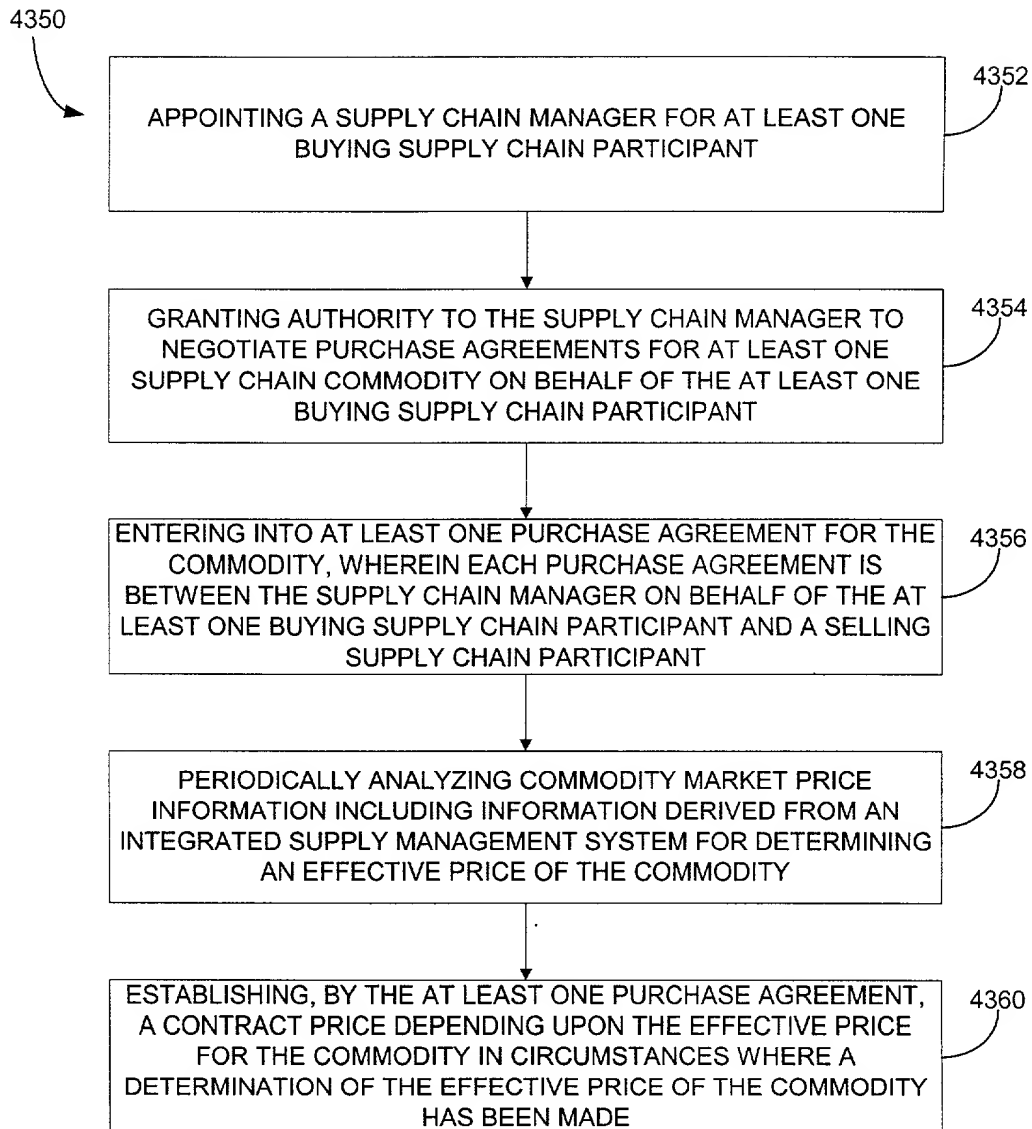 4350
4352
APPOINTING A SUPPLY CHAIN MANAGER FOR AT LEAST ONE
BUYING SUPPLY CHAIN PARTICIPANT
4354
GRANTING AUTHORITY TO THE SUPPLY CHAIN MANAGER TO
NEGOTIATE PURCHASE AGREEMENTS FOR AT LEAST ONE
SUPPLY CHAIN COMMODITY ON BEHALF OF THE AT LEAST ONE
BUYING SUPPLY CHAIN PARTICIPANT
4356
ENTERING INTO AT LEAST ONE PURCHASE AGREEMENT FOR THE
COMMODITY, WHEREIN EACH PURCHASE AGREEMENT IS
BETWEEN THE SUPPLY CHAIN MANAGER ON BEHALF OF THE AT
LEAST ONE BUYING SUPPLY CHAIN PARTICIPANT AND A SELLING
SUPPLY CHAIN PARTICIPANT
4358
PERIODICALLY ANALYZING COMMODITY MARKET PRICE
INFORMATION INCLUDING INFORMATION DERIVED FROM AN
INTEGRATED SUPPLY MANAGEMENT SYSTEM FOR DETERMINING
AN EFFECTIVE PRICE OF THE COMMODITY
4360
ESTABLISHING, BY THE AT LEAST ONE PURCHASE AGREEMENT,
A CONTRACT PRICE DEPENDING UPON THE EFFECTIVE PRICE
FOR THE COMMODITY IN CIRCUMSTANCES WHERE A
DETERMINATION OF THE EFFECTIVE PRICE OF THE COMMODITY
HAS BEEN MADE